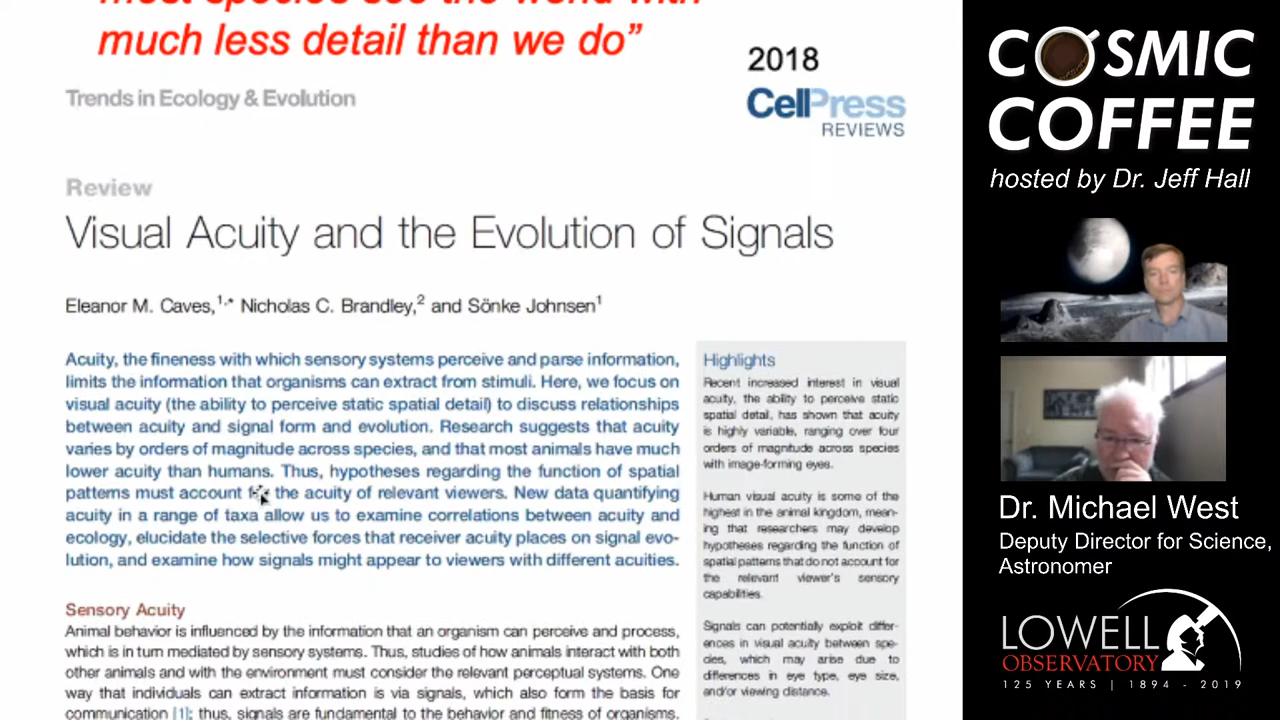 most species see the world with
much less detail than we do”
2018
Trends in Ecology & Evolution
CellPress
REVIEWS
Review
Visual Acuity and the Evolution of Signals
Eleanor M. Caves,1,* Nicholas C. Brandley,2 and Sönke Johnsen1
Acuity, the fineness with which sensory systems perceive and parse information,
limits the information that organisms can extract from stimuli. Here, we focus on
visual acuity (the ability to perceive static spatial detail) to discuss relationships
between acuity and signal form and evolution. Research suggests that acuity
varies by orders of magnitude across species, and that most animals have much
lower acuity than humans. Thus, hypotheses regarding the function of spatial
patterns must account for the acuity of relevant viewers. New data quantifying
acuity in a range of taxa allow us to examine correlations between acuity and
ecology, elucidate the selective forces that receiver acuity places on signal evo-
lution, and examine how signals might appear to viewers with different acuities.
Sensory Acuity
Animal behavior is influenced by the information that an organism can perceive and process,
which is in turn mediated by sensory systems. Thus, studies of how animals interact with both
other animals and with the environment must consider the relevant perceptual systems. One
way that individuals can extract information is via signals, which also form the basis for
communication [1]; thus, signals are fundamental to the behavior and fitness of organisms.
Highlights
Recent increased interest in visual
acuity, the ability to perceive static
spatial detail, has shown that acuity
is highly variable, ranging over four
orders of magnitude across species
with image-forming eyes.
Human visual acuity is some of the
highest in the animal kingdom, mean-
ing that researchers may develop
hypotheses regarding the function of
spatial patterns that do not account for
the relevant viewer's sensory
capabilities.
Signals can potentially exploit differ-
ences in visual acuity between spe-
cies, which may arise due to
differences in eye type, eye size,
and/or viewing distance.
COSMIC
COFFEE
hosted by Dr. Jeff Hall
Dr. Michael West
Deputy Director for Science,
Astronomer
LOWELL
OBSERVATORY
125 YEARS | 1894 - 2019